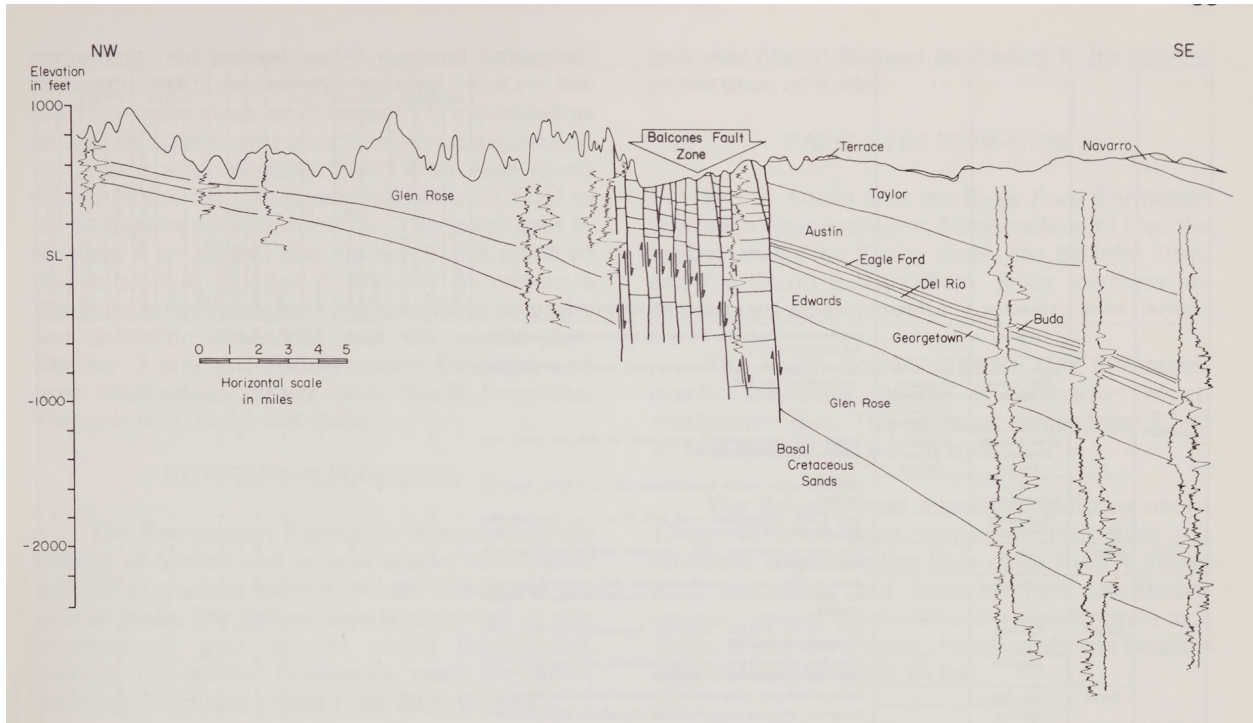 NW
SE
Elevation
in feet
1000
SL
-1000
-2000
Balcones Fault
Zone
Terrace
Navarro
Glen Rose
Taylor
Austin
Eagle Ford
Del Rio
Edwards
Buda
Georgetown
0 1 2 3 4 5
Horizontal scale
in miles
Glen Rose
Basal
Cretaceous
Sands